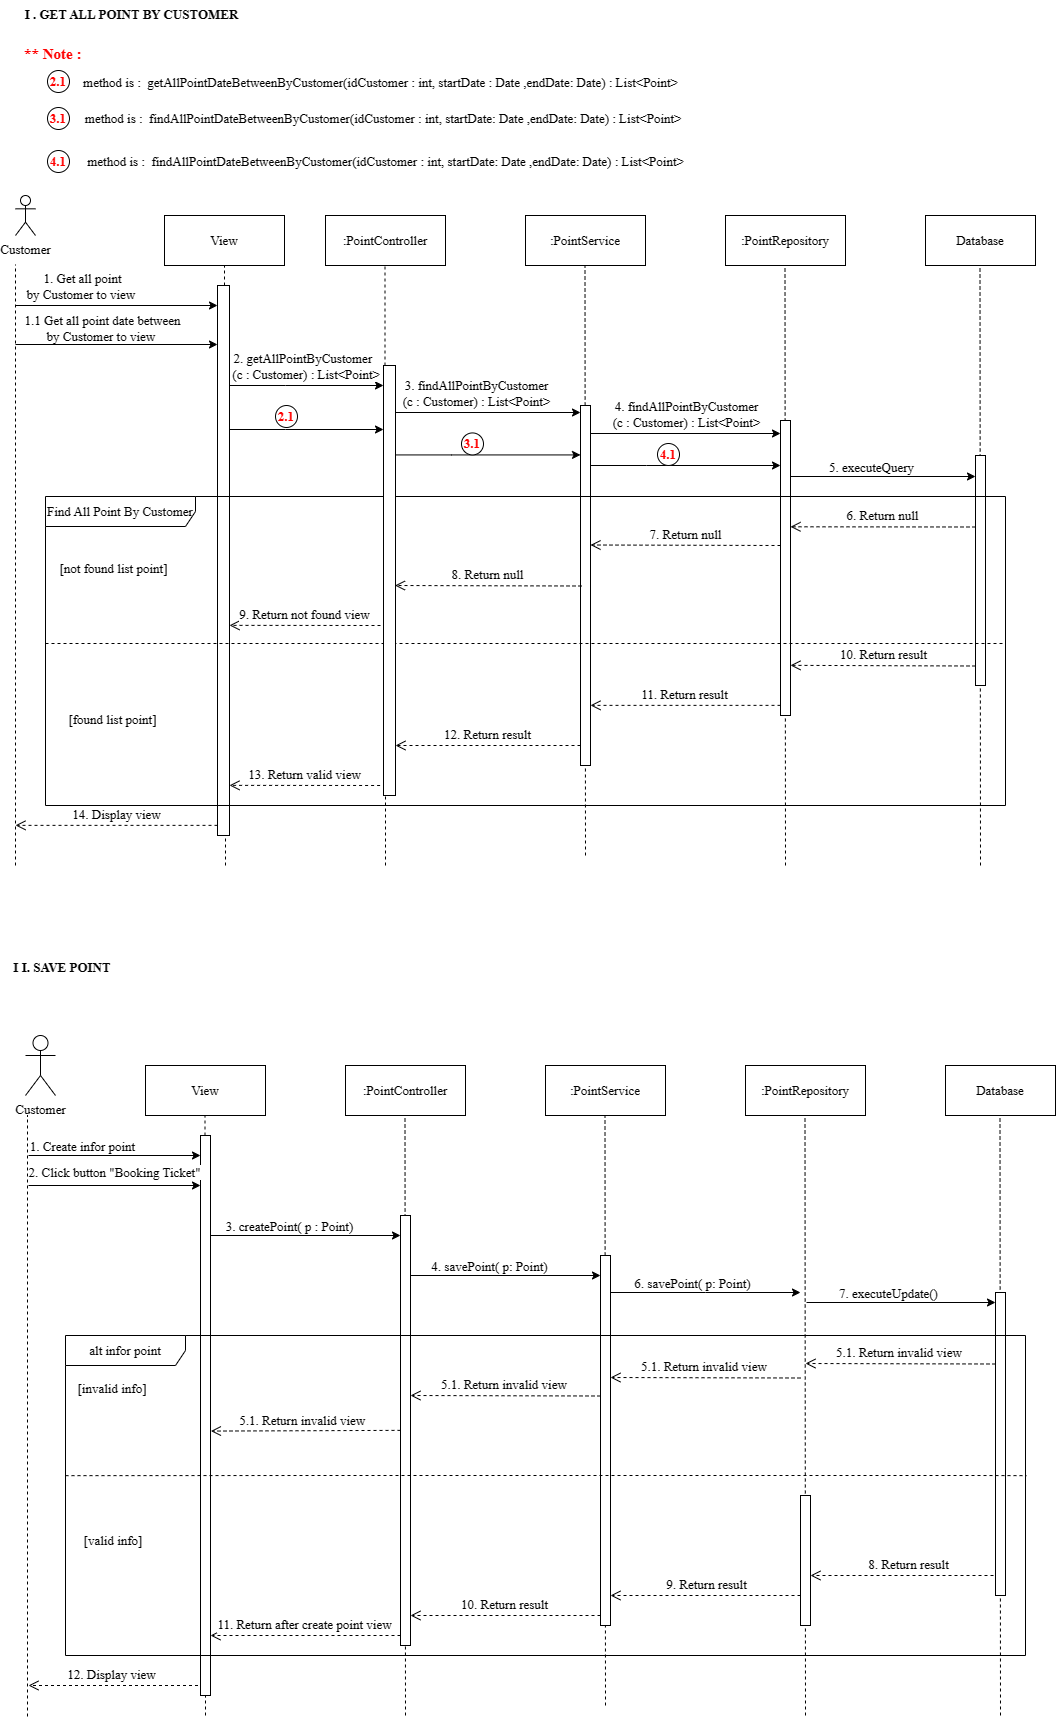 I . GET ALL POINT BY CUSTOMER
** Note :
2.1 method is : getAllPointDateBetweenByCustomer(idCustomer : int, startDate : Date ,endDate: Date) : List<Point>
3.1 method is : findAllPointDateBetweenByCustomer(idCustomer : int, startDate: Date ,endDate: Date) : List<Point>
4.1 method is : findAllPointDateBetweenByCustomer(idCustomer : int, startDate: Date ,endDate: Date) : List<Point>
Customer
View
:PointController
:PointService
:PointRepository
Database
1. Get all point
by Customer to view
1.1 Get all point date between
by Customer to view
2. getAllPointByCustomer
(c : Customer) : List<Point>
3. findAllPointByCustomer
(c : Customer) : List<Point>
4. findAllPointByCustomer
(c : Customer) : List<Point>
2.1
3.1
4.1
5. executeQuery
Find All Point By Customer
6. Return null
7. Return null
[not found list point]
8. Return null
9. Return not found view
10. Return result
11. Return result
[found list point]
12. Return result
13. Return valid view
14. Display view
I I. SAVE POINT
Customer
View
:PointController
:PointService
:PointRepository
Database
1. Create infor point
2. Click button "Booking Ticket"
3. createPoint( p : Point)
4. savePoint( p: Point)
6. savePoint( p: Point)
7. executeUpdate()
alt infor point
5.1. Return invalid view
5.1. Return invalid view
[invalid info]
5.1. Return invalid view
5.1. Return invalid view
[valid info]
8. Return result
9. Return result
10. Return result
11. Return after create point view
12. Display view